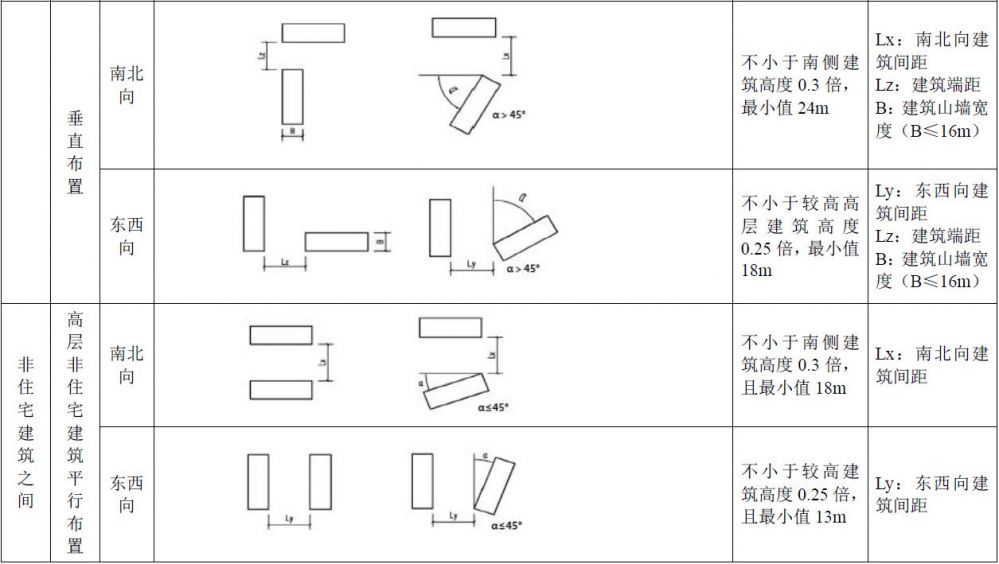 垂直布置
南北向
Lz
B
Lx
α
α> 45°
不小于南侧建
筑高度 0.3 倍，
最小值 24m
Lx：南北向建
筑间距
Lz：建筑端距
B：建筑山墙宽
度（B≤16m）
东西向
Lz
B
Ly
α
α> 45°
不小于较高高
层建筑高度
0.25 倍，最小值
18m
Ly：东西向建
筑间距
Lz：建筑端距
B：建筑山墙宽
度（B≤16m）
非住宅建筑之间
高层非住宅建筑平行布置
南北向
Lx
Lx
α
α≤45°
不小于南侧建
筑高度 0.3 倍，
且最小值 18m
Lx：南北向建
筑间距
东西向
Ly
Ly
α
α≤45°
不小于较高建
筑高度 0.25 倍，
且最小值 13m
Ly：东西向建
筑间距